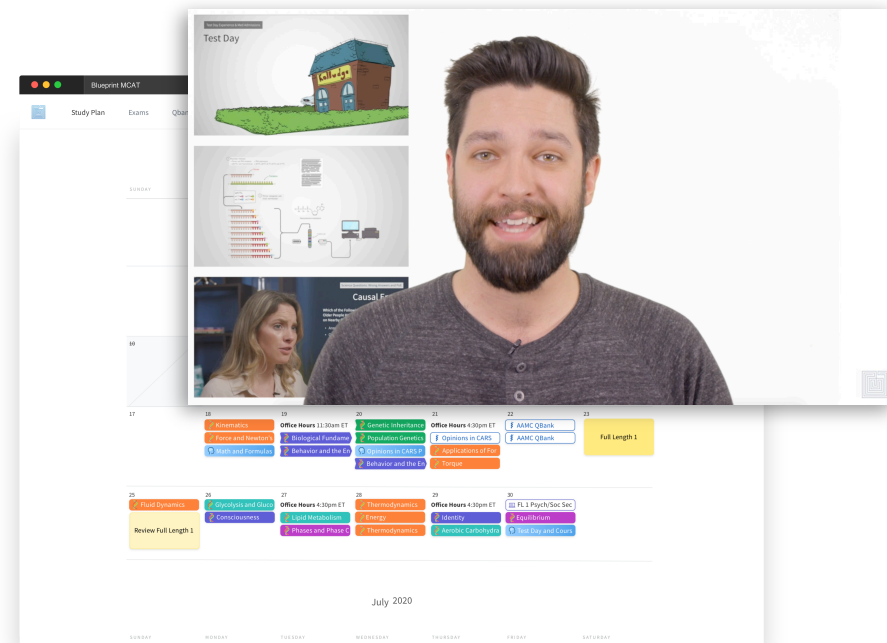 Test Day Experience & Best Performance
Test Day
Kolludge
Causal
Blueprint MCAT
Study Plan
Exams
SUNDAY
10
17
18
19
20
21
22
23
Kinematics
Office Hours 11:30am ET
Genetic Inheritance
Office Hours 4:30pm ET
AAMC QBank
Full Length 1
Force and Newton's
Biological Fundame
Population Genetics
Opinions in CARS
AAMC QBank
Math and Formulas
Behavior and the En
Opinions in CARS P
Applications of For
Behavior and the En
Torque
25
26
27
28
29
30
Fluid Dynamics
Glycolysis and Gluco
Office Hours 4:30pm ET
Thermodynamics
Office Hours 4:30pm ET
FL 1 Psych/Soc Sec
Review Full Length 1
Consciousness
Lipid Metabolism
Energy
Identity
Equilibrium
Phases and Phase C
Thermodynamics
Aerobic Carbohydra
Test Day and Cours
July 2020
SUNDAY
MONDAY
TUESDAY
WEDNESDAY
THURSDAY
FRIDAY
SATURDAY